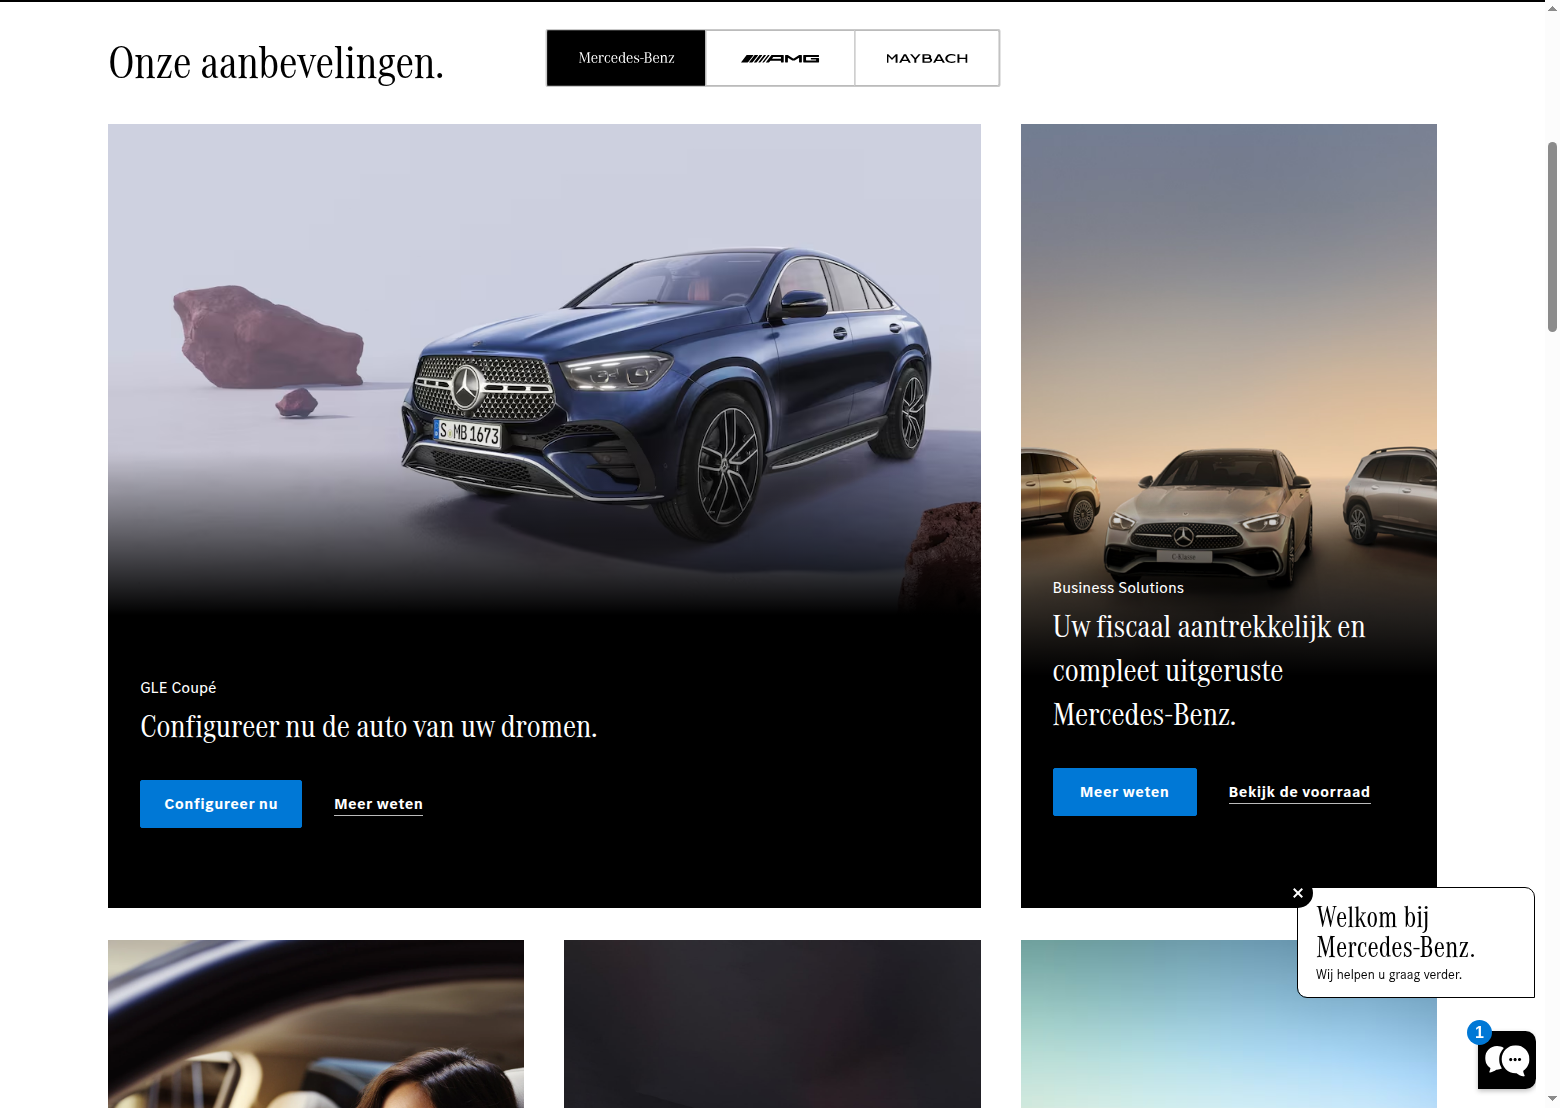 Onze aanbevelingen.
Mercedes-Benz
AMG
MAYBACH
S MB 1673
C-Klasse
GLE Coupé
Configureer nu de auto van uw dromen.
Configureer nu
Meer weten
Business Solutions
Uw fiscaal aantrekkelijk en
compleet uitgeruste
Mercedes-Benz.
Meer weten
Bekijk de voorraad
Welkom bij
Mercedes-Benz.
Wij helpen u graag verder.
1